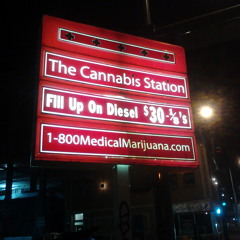 The Cannabis Station
Fill Up On Diesel $30-⅛'s
1-800MedicalMarijuana.com